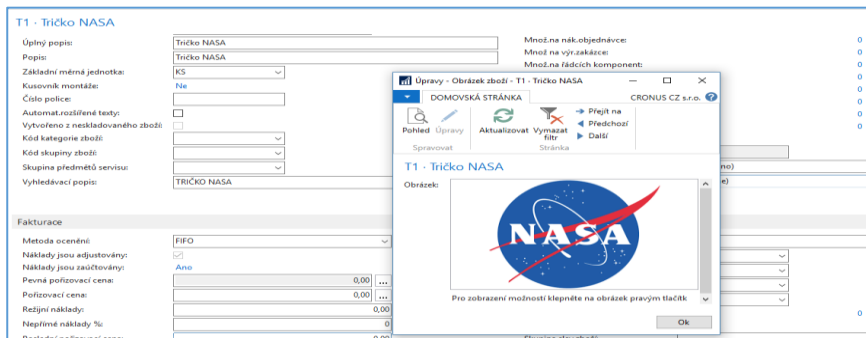 T1 · Tričko NASA
Úplný popis: Tričko NASA
Popis: Tričko NASA
Základní měrná jednotka: KS
Kusovník montáže: Ne
Číslo police:
Automat.rozšířené texty:
Vytvořeno z neskladovaného zboží:
Kód kategorie zboží:
Kód skupiny zboží:
Skupina předmětů servisu:
Vyhledávací popis: TRIČKO NASA
Množ.na nák.objednávce: 0
Množ na výr.zakázce: 0
Množ.na řádcích komponent: 0
0
0
0
0
no)
e)
0
Úpravy - Obrázek zboží - T1 · Tričko NASA
DOMOVSKÁ STRÁNKA
CRONUS CZ s.r.o.
Pohled
Úpravy
Spravovat
Aktualizovat
Vymazat filtr
Přejít na
Předchozí
Další
Stránka
T1 · Tričko NASA
Obrázek:
NASA
Pro zobrazení možností klepněte na obrázek pravým tlačítk
Ok
Fakturace
Metoda ocenění: FIFO
Náklady jsou adjustovány:
Náklady jsou zaúčtovány: Ano
Pevná pořizovací cena: 0,00 ...
Pořizovací cena: 0,00 ...
Režijní náklady: 0,00
Nepřímé náklady %: 0